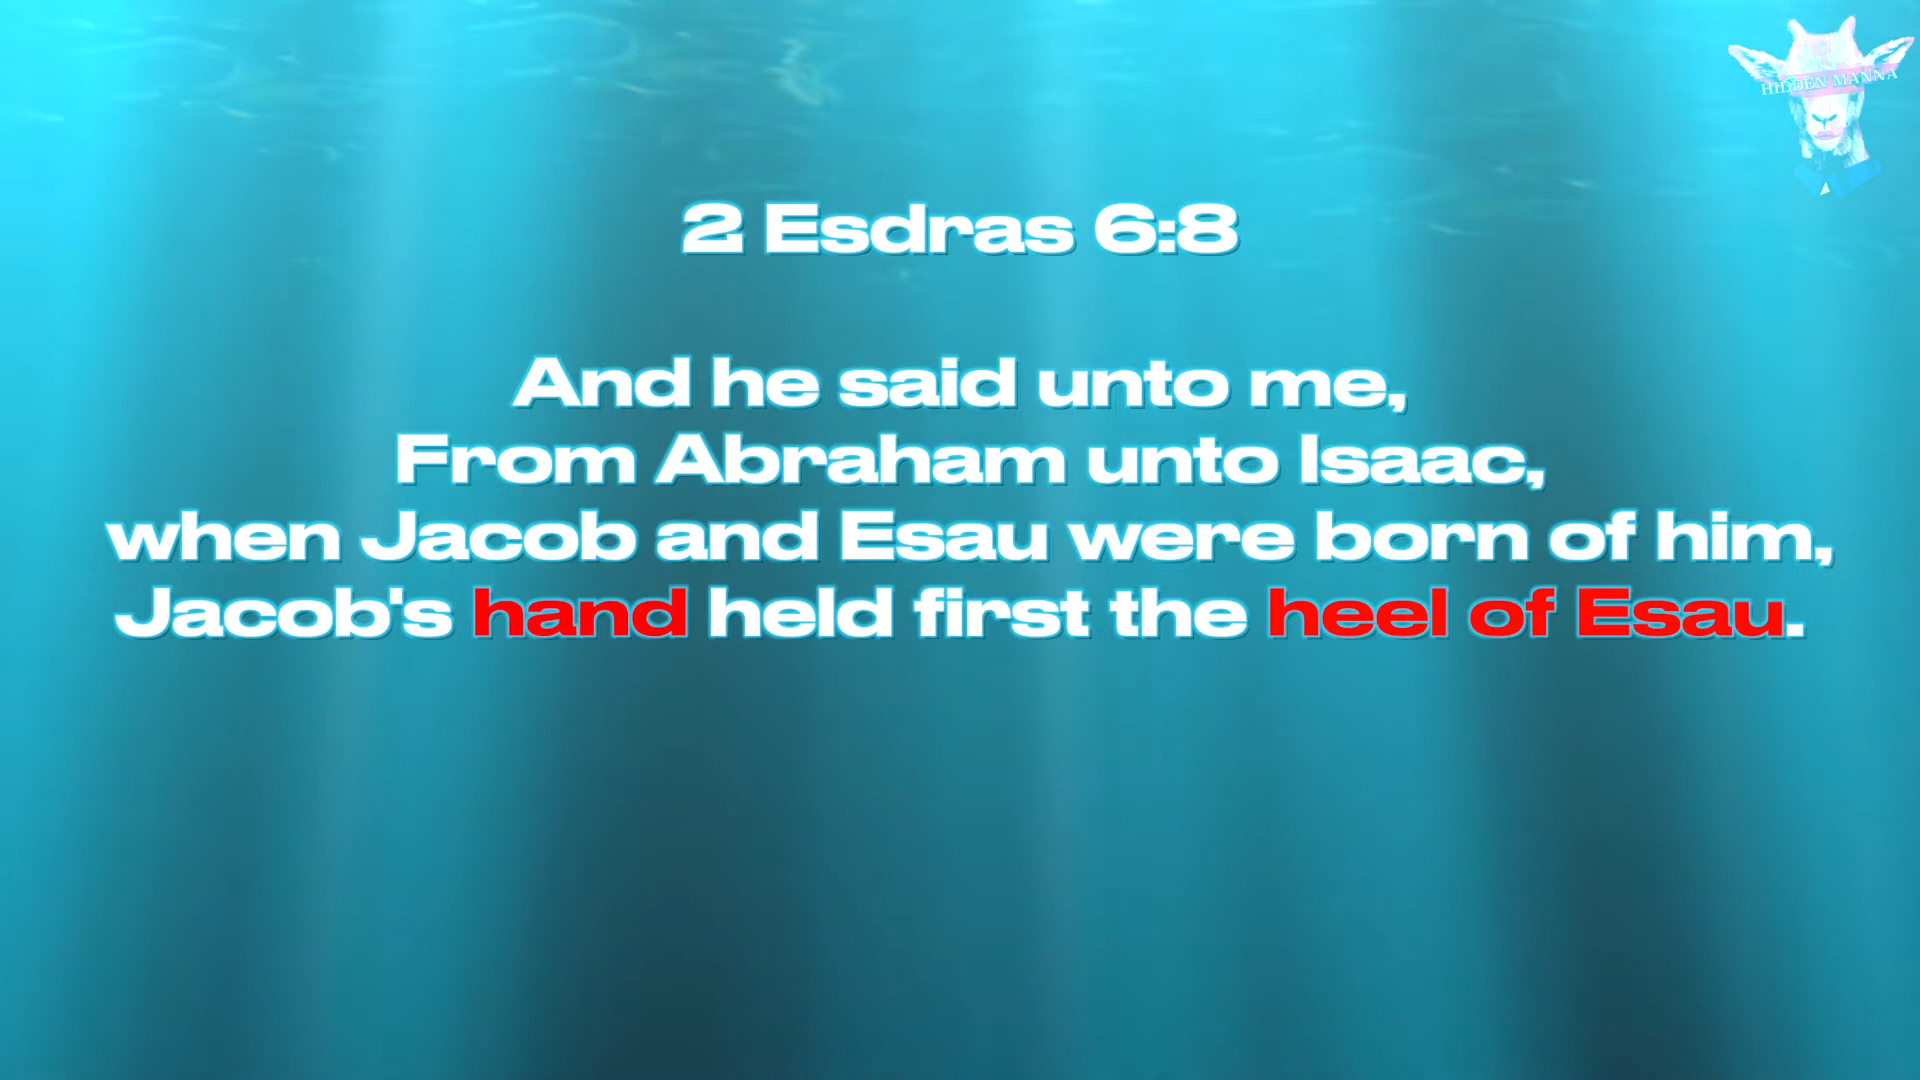 HIDDEN MANNA
2 Esdras 6:8
And he said unto me,
From Abraham unto Isaac,
when Jacob and Esau were born of him,
Jacob's hand held first the heel of Esau.